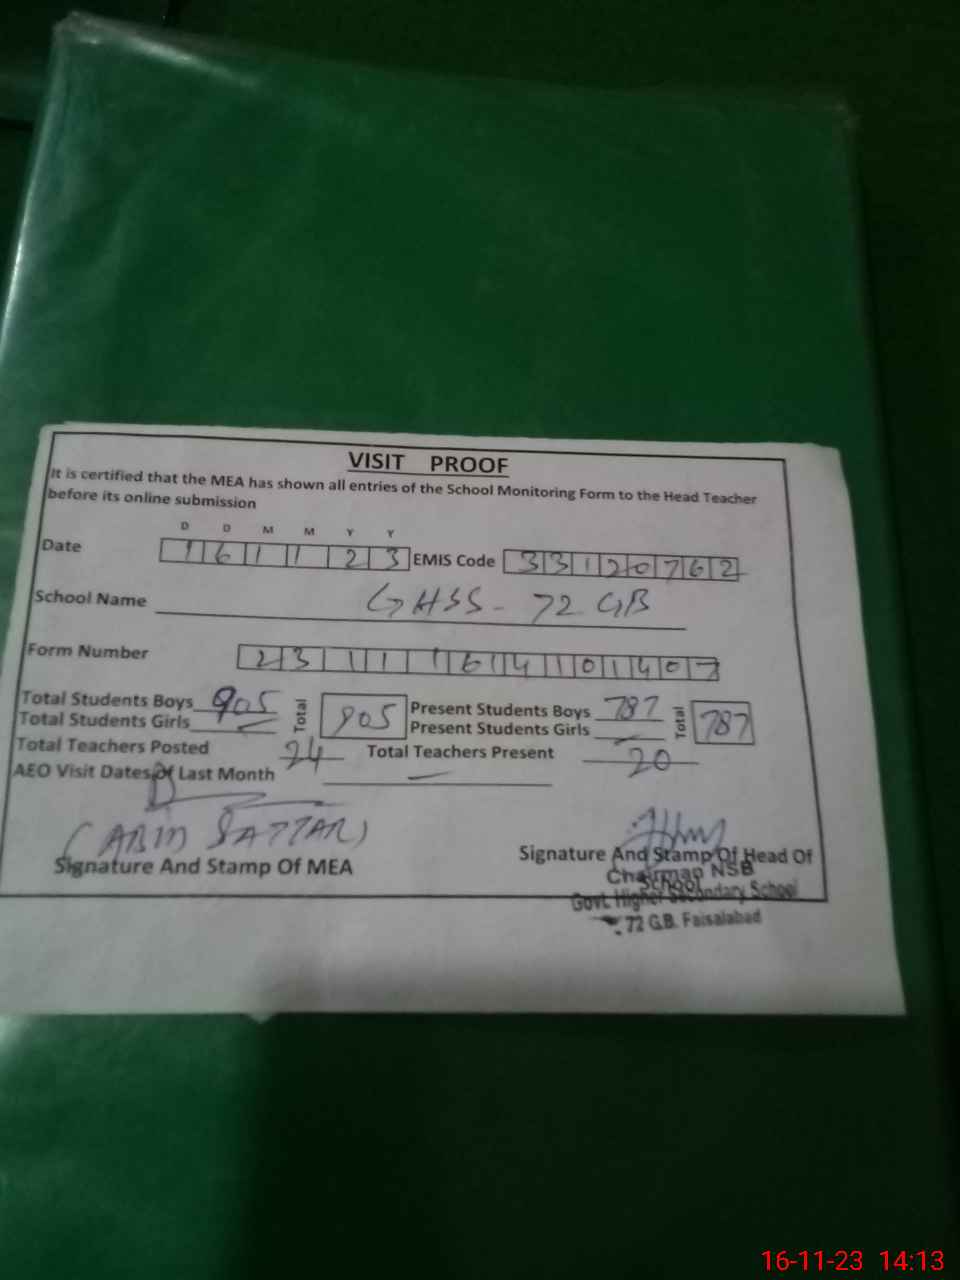 VISIT PROOF
It is certified that the MEA has shown all entries of the School Monitoring Form to the Head Teacher
before its online submission
D D M M Y Y
Date 1 6 1 1 2 3 EMIS Code 3 3 1 2 0 7 6 2
School Name GHSS - 72 GB
Form Number 2 3 1 1 1 6 4 1 0 1 4 0 7
Total Students Boys 905 Total 905 Present Students Boys 787 Total 787
Total Students Girls — Present Students Girls —
Total Teachers Posted 24 Total Teachers Present 20
AEO Visit Dates of Last Month —
(ABID SATTAR)
Signature And Stamp Of MEA
Signature And Stamp Of Head Of
School
Chairman NSB
Govt. Higher Secondary School
72 G.B. Faisalabad
16-11-23 14:13